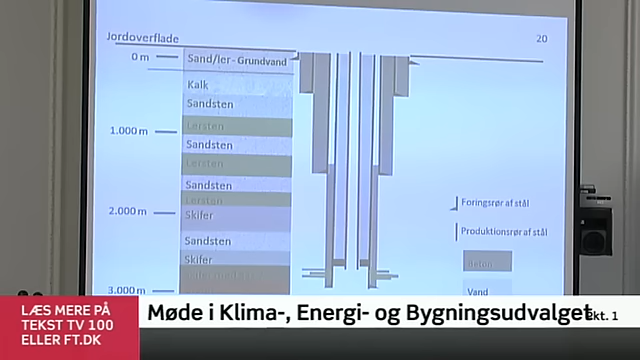 Jordoverflade
20
0 m
Sand/ler - Grundvand
Kalk
Sandsten
Lersten
1.000 m
Sandsten
Lersten
Sandsten
Lersten
2.000 m
Skifer
Sandsten
Skifer
3.000 m
Foringsrør af stål
Produktionsrør af stål
Beton
Vand
LÆS MERE PÅ
TEKST TV 100
ELLER FT.DK
Møde i Klima-, Energi- og Bygningsudvalget
kt. 1